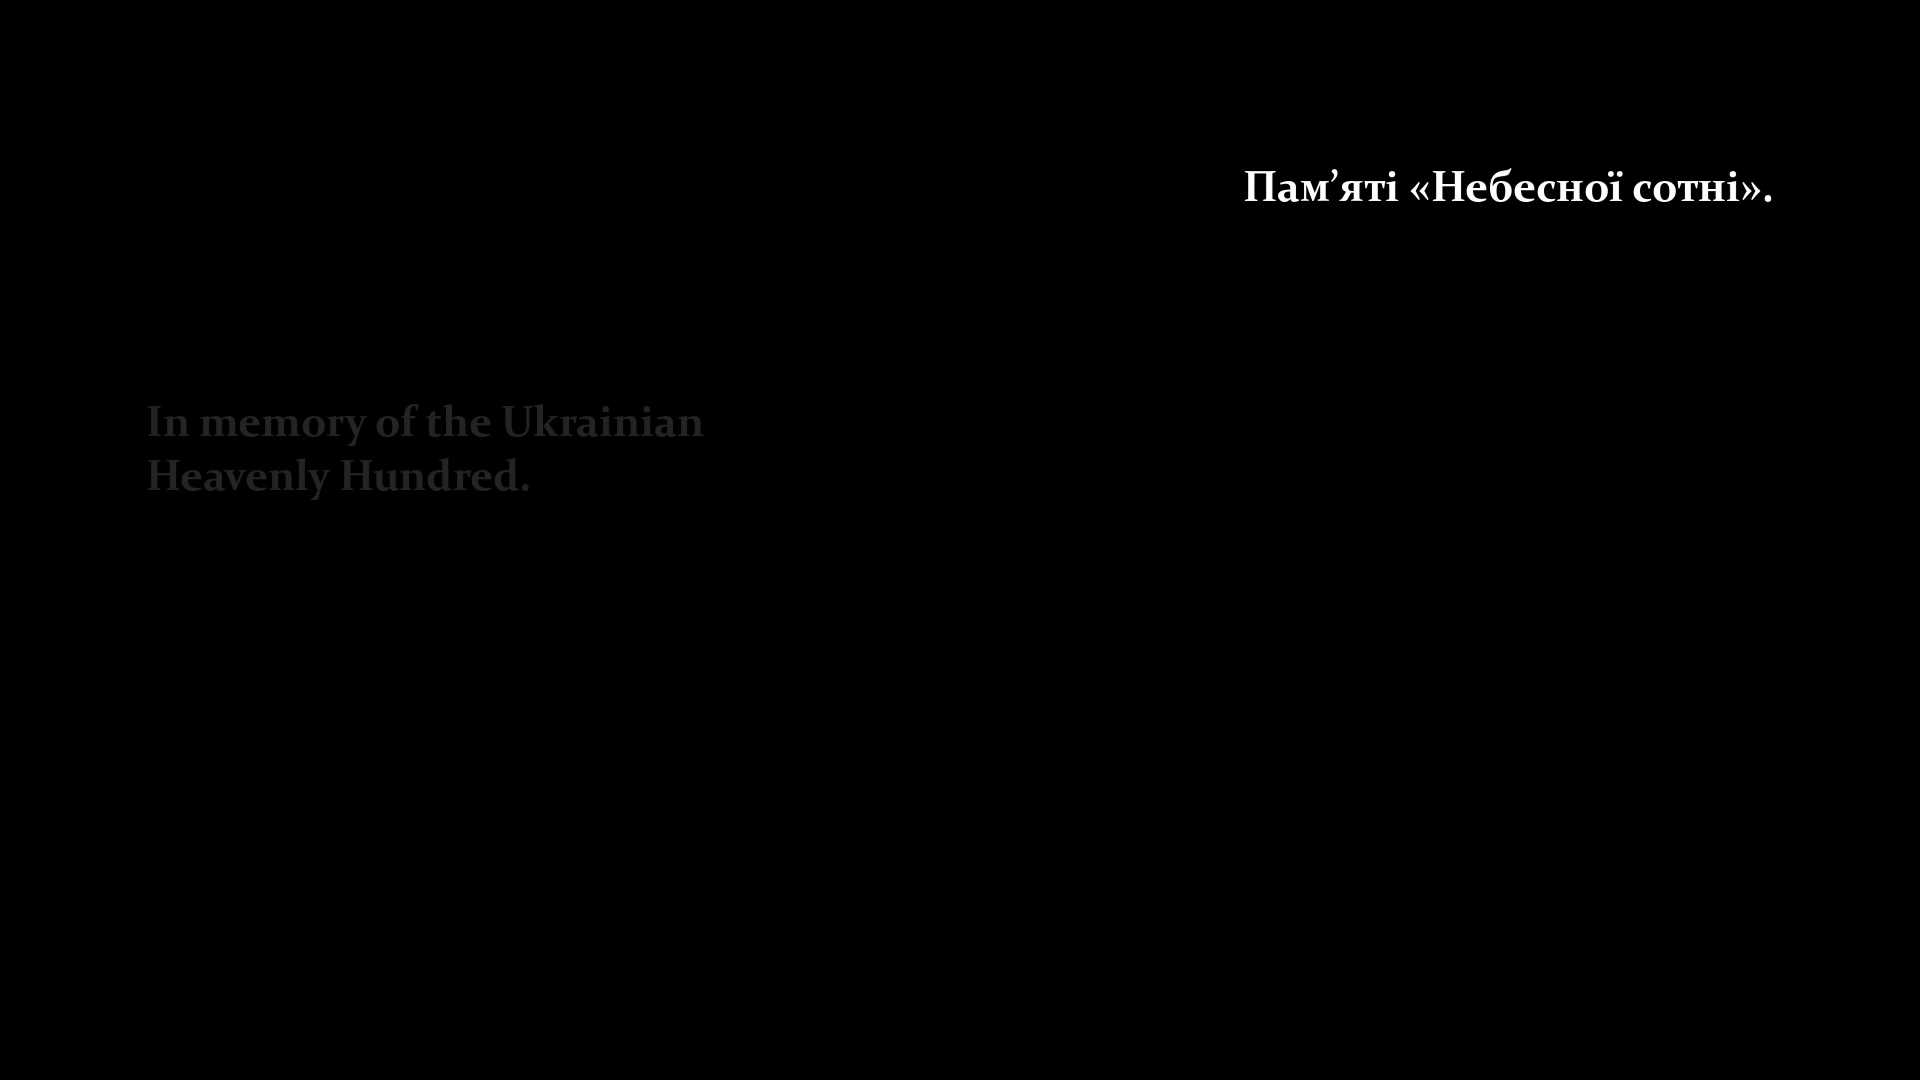 Пам’яті «Небесної сотні».
In memory of the Ukrainian
Heavenly Hundred.